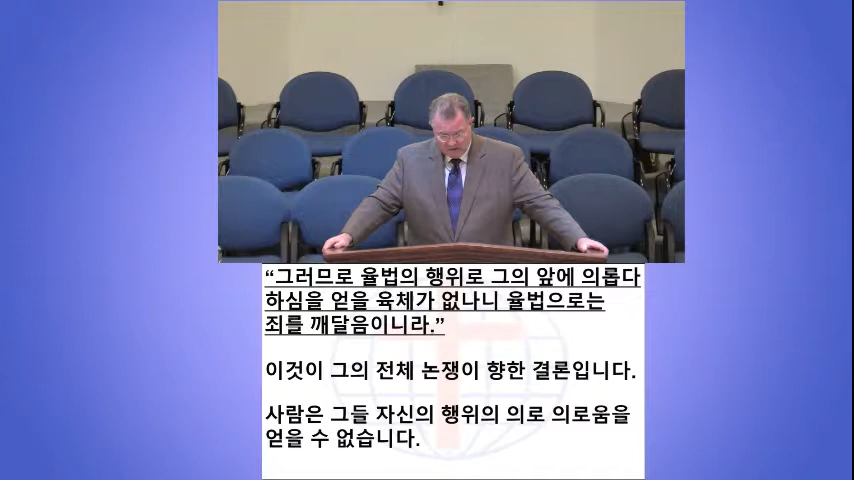 “그러므로 율법의 행위로 그의 앞에 의롭다
하심을 얻을 육체가 없나니 율법으로는
죄를 깨달음이니라.”
이것이 그의 전체 논쟁이 향한 결론입니다.
사람은 그들 자신의 행위의 의로 의로움을
얻을 수 없습니다.